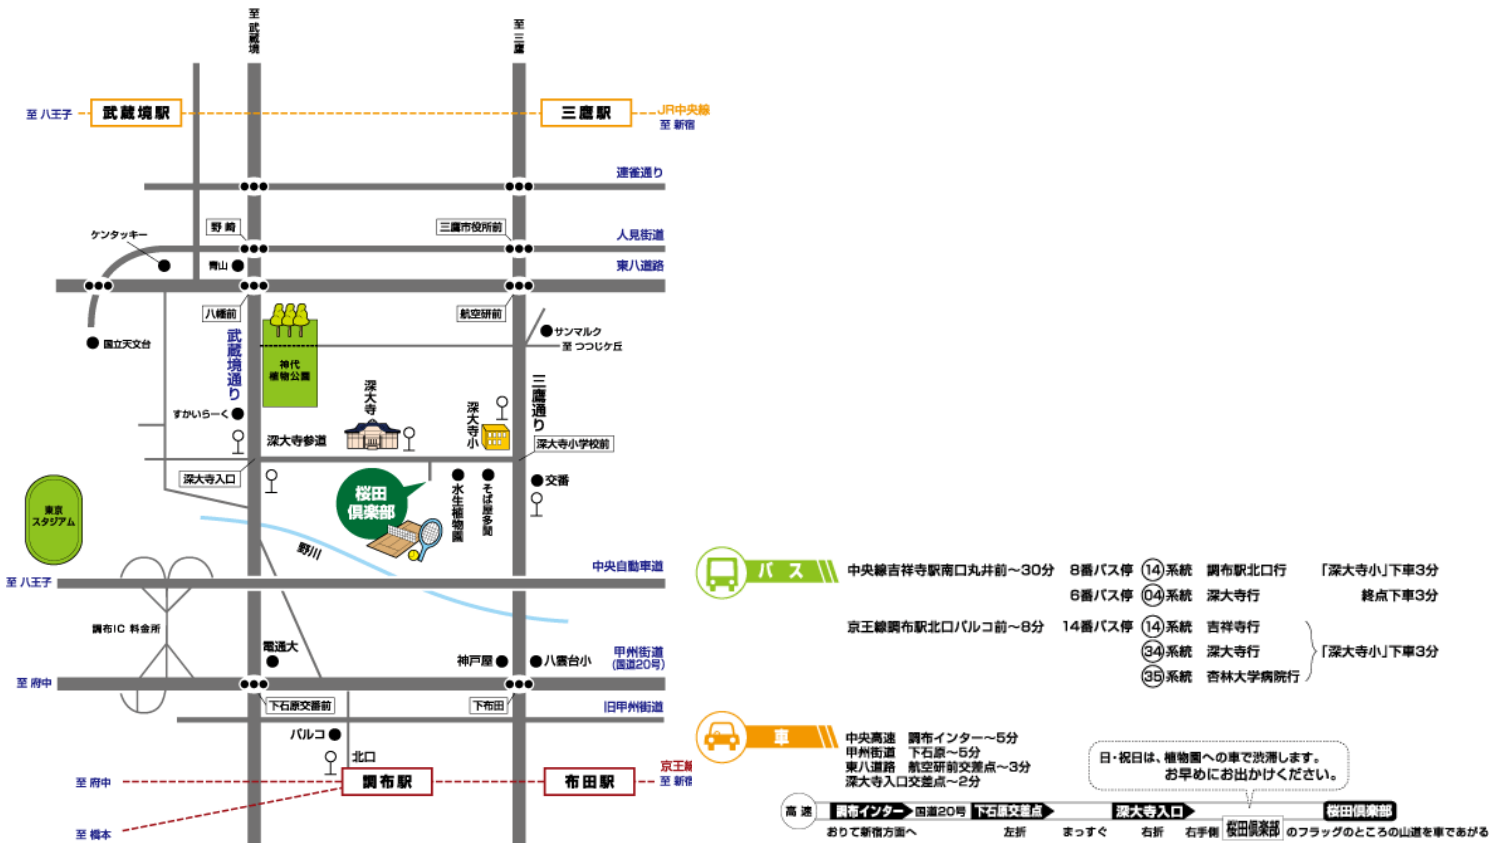 至 武蔵境
至 三鷹
至 八王子
武蔵境駅
三鷹駅
JR中央線
至 新宿
連雀通り
野 崎
三鷹市役所前
人見街道
ケンタッキー
青山
東八道路
八幡前
航空研前
国立天文台
武蔵境通り
神代
植物公園
サンマルク
至 つつじケ丘
三鷹通り
すかいらーく
深大寺
深大寺小
深大寺参道
深大寺小学校前
深大寺入口
交番
桜田
倶楽部
水生植物園
そば屋多聞
東京
スタジアム
野川
中央自動車道
至 八王子
調布IC 料金所
電通大
神戸屋
八雲台小
甲州街道
(国道20号)
至 府中
下石原交番前
下布田
旧甲州街道
パルコ
北口
至 府中
調布駅
布田駅
京王線
至 新宿
至 橋本
バ ス
中央線吉祥寺駅南口丸井前～30分 8番バス停 14系統 調布駅北口行 「深大寺小」下車3分
6番バス停 04系統 深大寺行 終点下車3分
京王線調布駅北口パルコ前～8分 14番バス停 14系統 吉祥寺行
34系統 深大寺行 「深大寺小」下車3分
35系統 杏林大学病院行
車
中央高速 調布インター～5分
甲州街道 下石原～5分
東八道路 航空研前交差点～3分
深大寺入口交差点～2分
日・祝日は、植物園への車で渋滞します。
お早めにお出かけください。
高 速 調布インター 国道20号 下石原交差点 深大寺入口 桜田倶楽部
おりて新宿方面へ 左折 まっすぐ 右折 右手側 桜田倶楽部 のフラッグのところの山道を車であがる